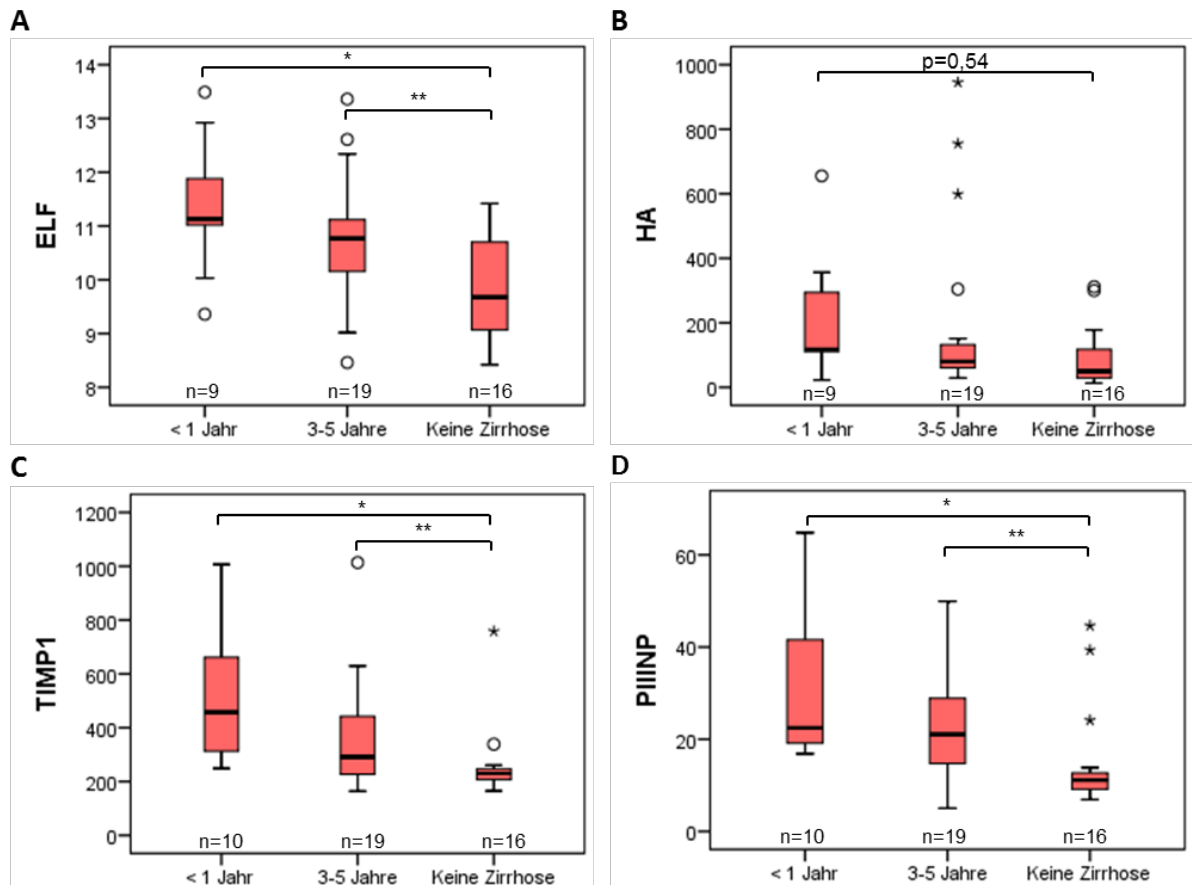 A
ELF
14
13
12
11
10
9
8
*
**
n=9
n=19
n=16
< 1 Jahr
3-5 Jahre
Keine Zirrhose
B
HA
1000
800
600
400
200
0
p=0,54
n=9
n=19
n=16
< 1 Jahr
3-5 Jahre
Keine Zirrhose
C
TIMP1
1200
1000
800
600
400
200
0
*
**
n=10
n=19
n=16
< 1 Jahr
3-5 Jahre
Keine Zirrhose
D
PIIINP
60
40
20
0
*
**
n=10
n=19
n=16
< 1 Jahr
3-5 Jahre
Keine Zirrhose